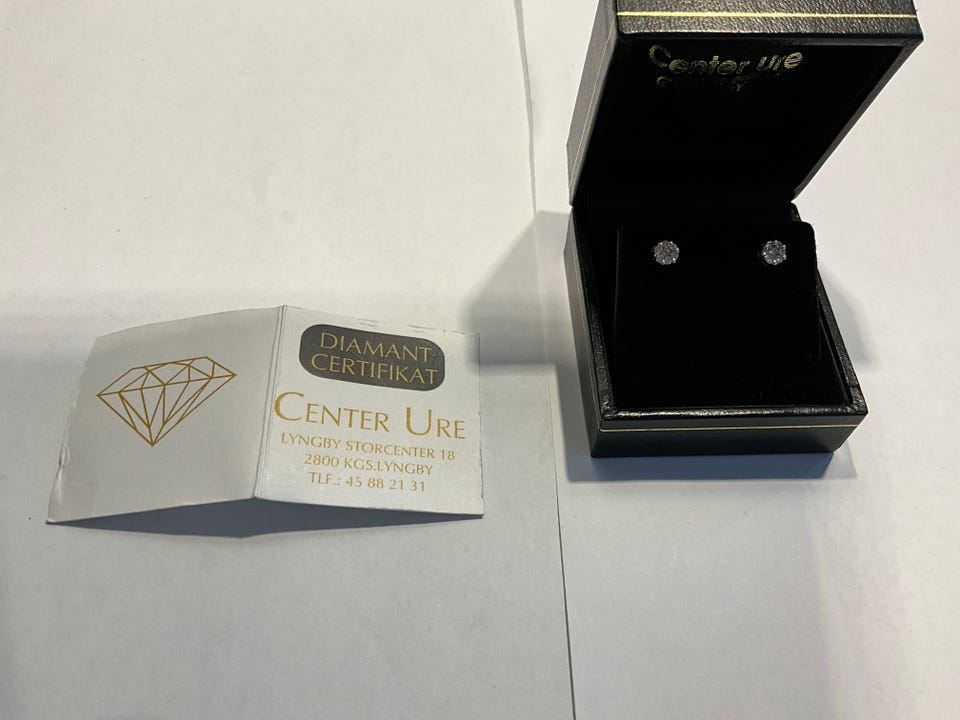 DIAMANT
CERTIFIKAT
CENTER URE
LYNGBY STORCENTER 18
2800 KGS.LYNGBY
TLF.: 45 88 21 31
Center Ure